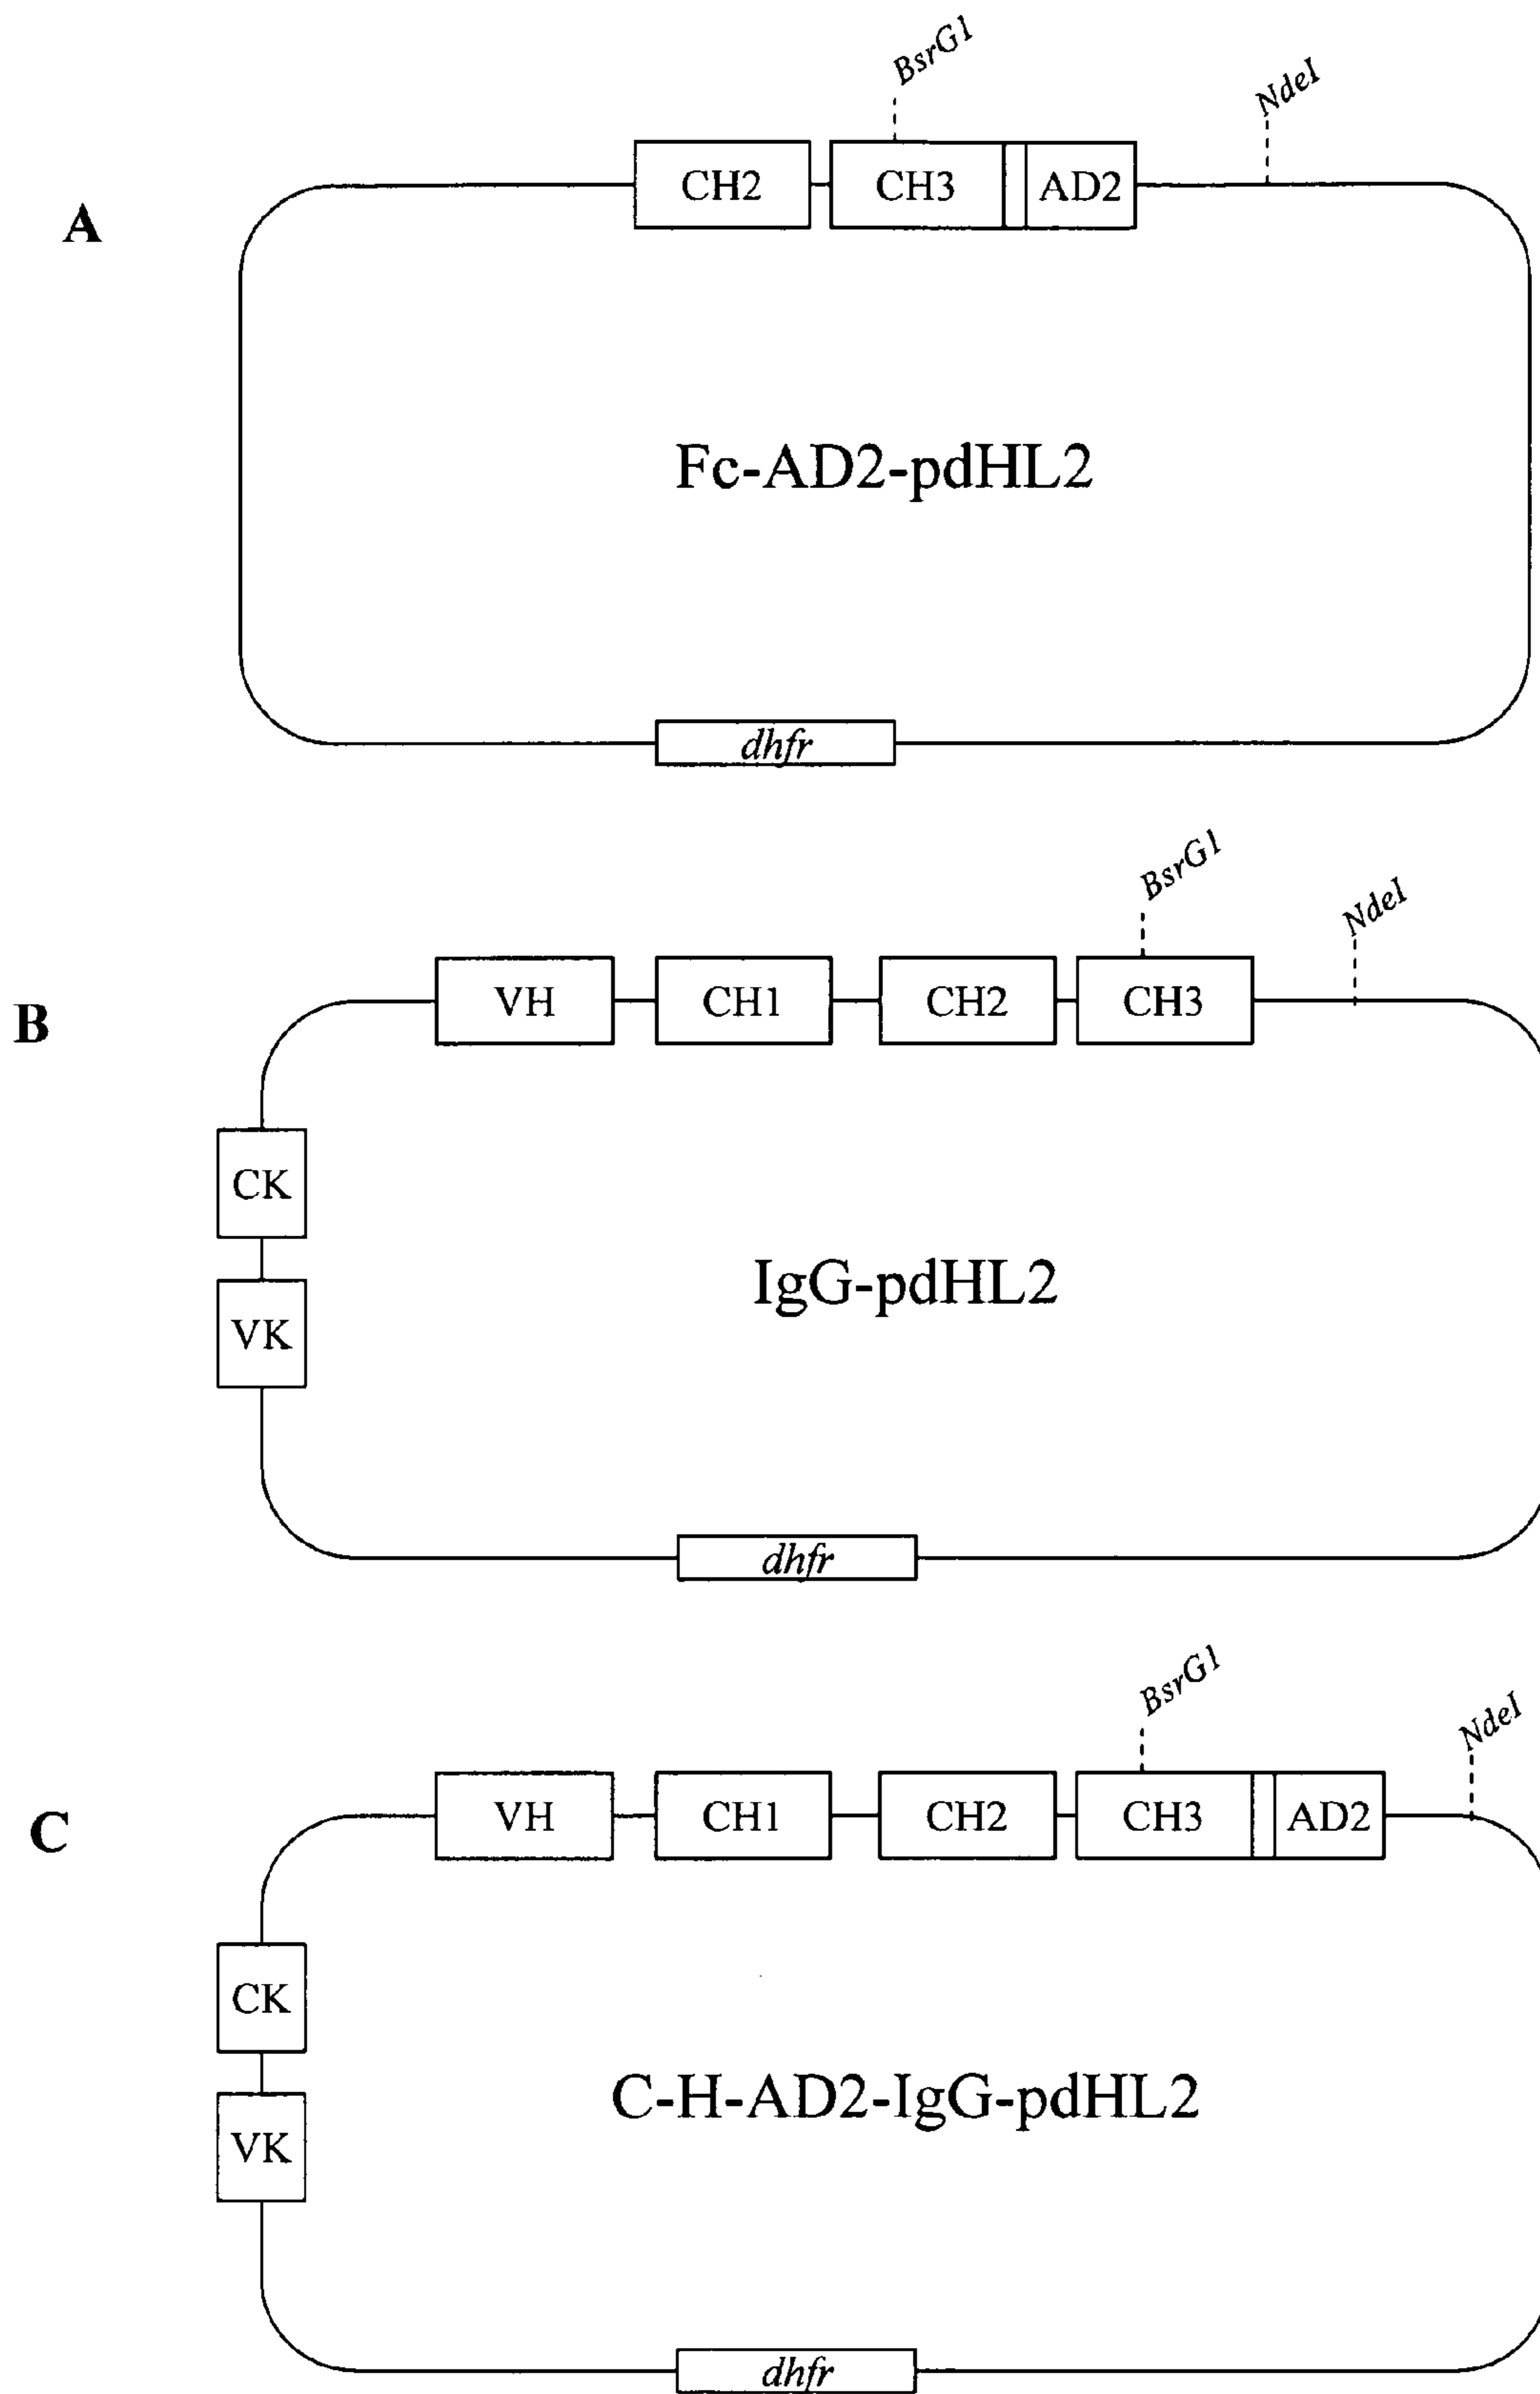 BsrG1
NdeI
A
CH2
CH3
AD2
Fc-AD2-pdHL2
dhfr
BsrG1
NdeI
B
VH
CH1
CH2
CH3
CK
VK
IgG-pdHL2
dhfr
BsrG1
NdeI
C
VH
CH1
CH2
CH3
AD2
CK
VK
C-H-AD2-IgG-pdHL2
dhfr